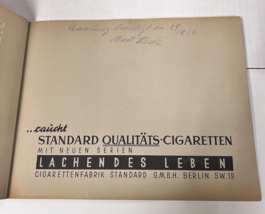 ...raucht
STANDARD QUALITÄTS-CIGARETTEN
MIT NEUEN SERIEN
LACHENDES LEBEN
CIGARETTENFABRIK STANDARD G.M.B.H. BERLIN SW.19